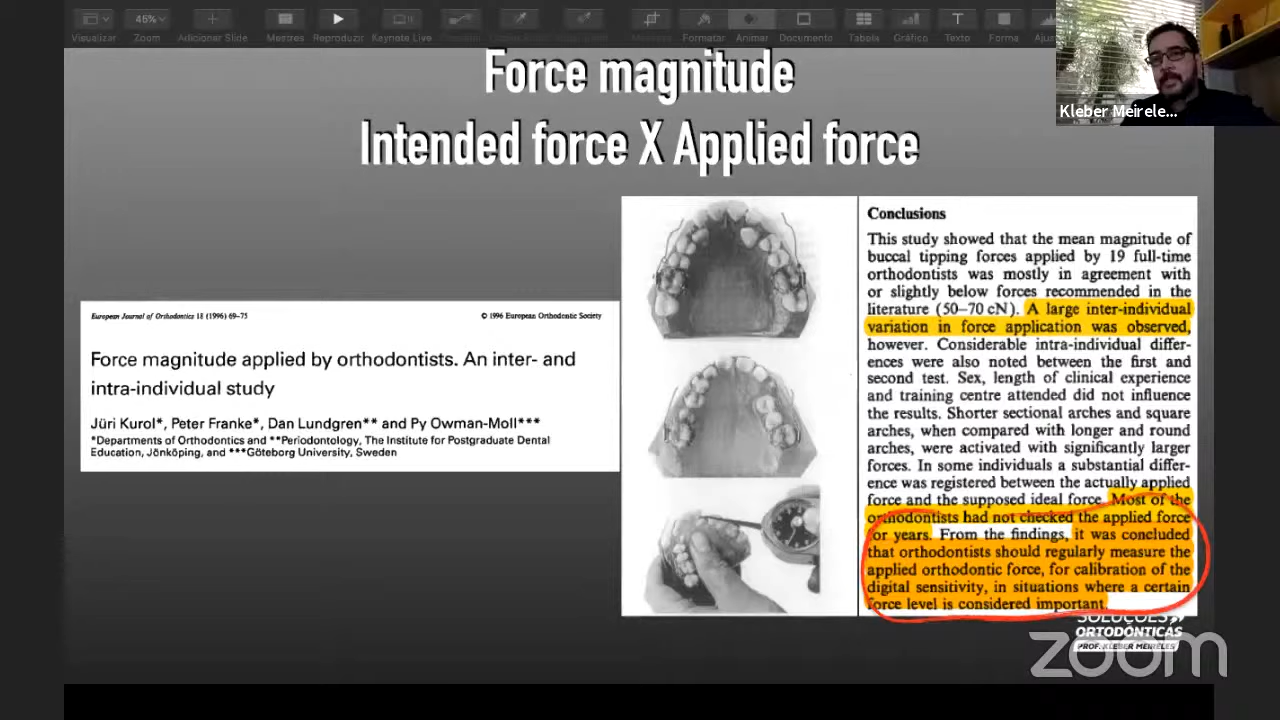 Visualizar
45%
Zoom
Adicionar Slide
Mestres
Reproduzir
Keynote Live
Formatar
Animar
Documento
Tabela
Gráfico
Texto
Forma
Kleber Meirele...
Force magnitude
Intended force X Applied force
European Journal of Orthodontics 18 (1996) 69–75
© 1996 European Orthodontic Society
Force magnitude applied by orthodontists. An inter- and
intra-individual study
Jüri Kurol*, Peter Franke*, Dan Lundgren** and Py Owman-Moll***
*Departments of Orthodontics and **Periodontology, The Institute for Postgraduate Dental
Education, Jönköping, and ***Göteborg University, Sweden
Conclusions
This study showed that the mean magnitude of
buccal tipping forces applied by 19 full-time
orthodontists was mostly in agreement with
or slightly below forces recommended in the
literature (50–70 cN). A large inter-individual
variation in force application was observed,
however. Considerable intra-individual differ-
ences were also noted between the first and
second test. Sex, length of clinical experience
and training centre attended did not influence
the results. Shorter sectional arches and square
arches, when compared with longer and round
arches, were activated with significantly larger
forces. In some individuals a substantial differ-
ence was registered between the actually applied
force and the supposed ideal force. Most of the
orthodontists had not checked the applied force
for years. From the findings, it was concluded
that orthodontists should regularly measure the
applied orthodontic force, for calibration of the
digital sensitivity, in situations where a certain
force level is considered important.
SOLUÇÕES
ORTODÔNTICAS
PROF. KLEBER MEIRELES
zoom